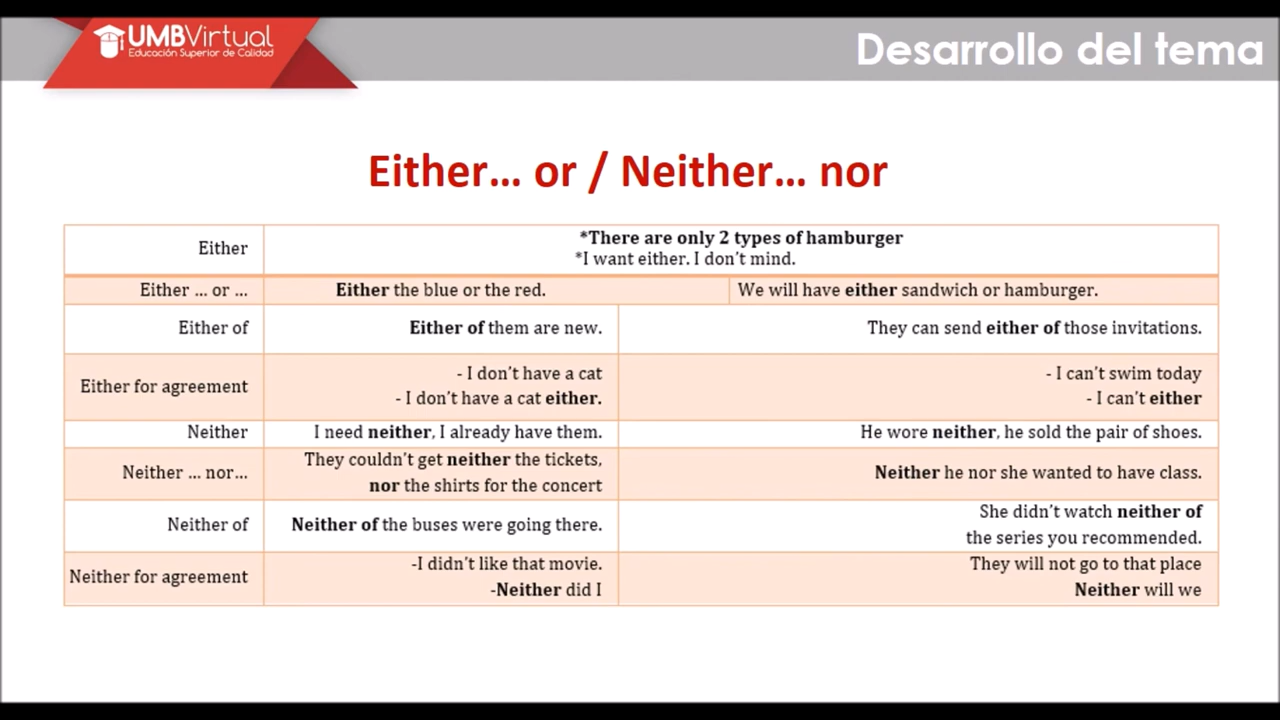 UMBVirtual
Educación Superior de Calidad
Desarrollo del tema
Either... or / Neither... nor
Either
*There are only 2 types of hamburger
*I want either. I don't mind.
Either ... or ...
Either the blue or the red.
We will have either sandwich or hamburger.
Either of
Either of them are new.
They can send either of those invitations.
Either for agreement
- I don't have a cat
- I don't have a cat either.
- I can't swim today
- I can't either
Neither
I need neither, I already have them.
He wore neither, he sold the pair of shoes.
Neither ... nor...
They couldn't get neither the tickets,
nor the shirts for the concert
Neither he nor she wanted to have class.
Neither of
Neither of the buses were going there.
She didn't watch neither of
the series you recommended.
Neither for agreement
-I didn't like that movie.
-Neither did I
They will not go to that place
Neither will we